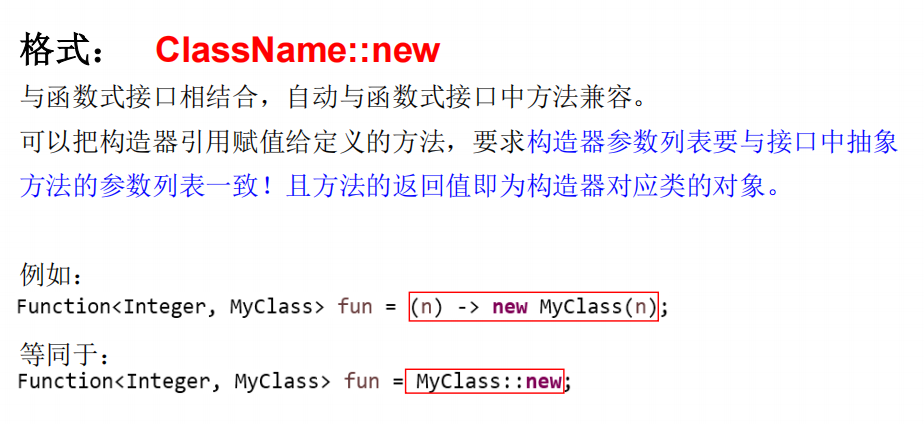 格式： ClassName::new
与函数式接口相结合，自动与函数式接口中方法兼容。
可以把构造器引用赋值给定义的方法，要求构造器参数列表要与接口中抽象
方法的参数列表一致！且方法的返回值即为构造器对应类的对象。
例如：
Function<Integer, MyClass> fun = (n) -> new MyClass(n);
等同于：
Function<Integer, MyClass> fun = MyClass::new;